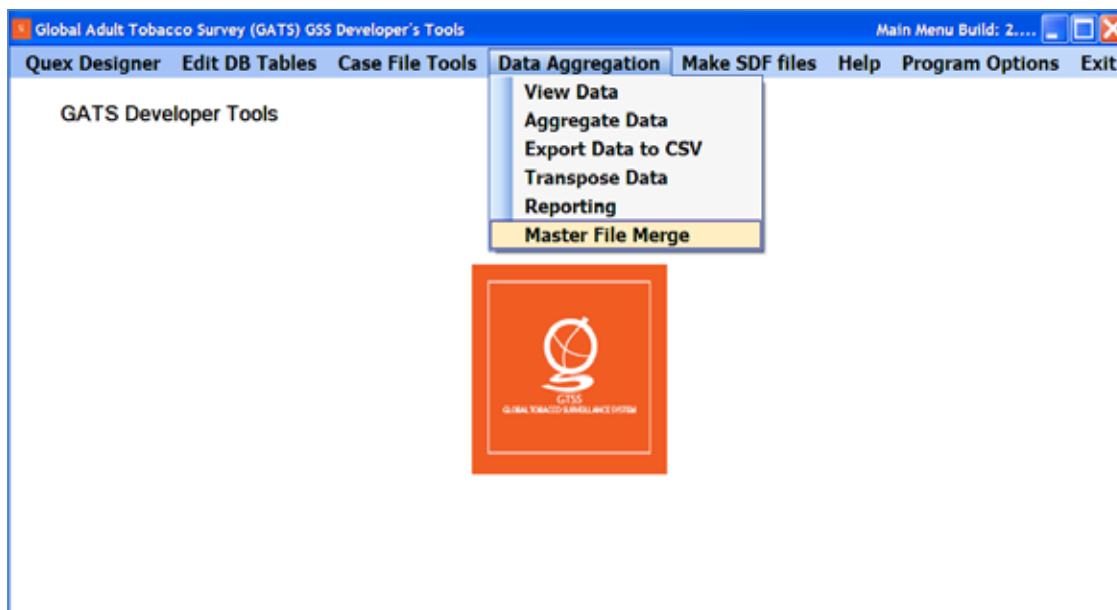 Global Adult Tobacco Survey (GATS) GSS Developer's Tools Main Menu Build: 2....
Quex Designer Edit DB Tables Case File Tools Data Aggregation Make SDF files Help Program Options Exit
GATS Developer Tools
View Data
Aggregate Data
Export Data to CSV
Transpose Data
Reporting
Master File Merge
GTSS
GLOBAL TOBACCO SURVEILLANCE SYSTEM